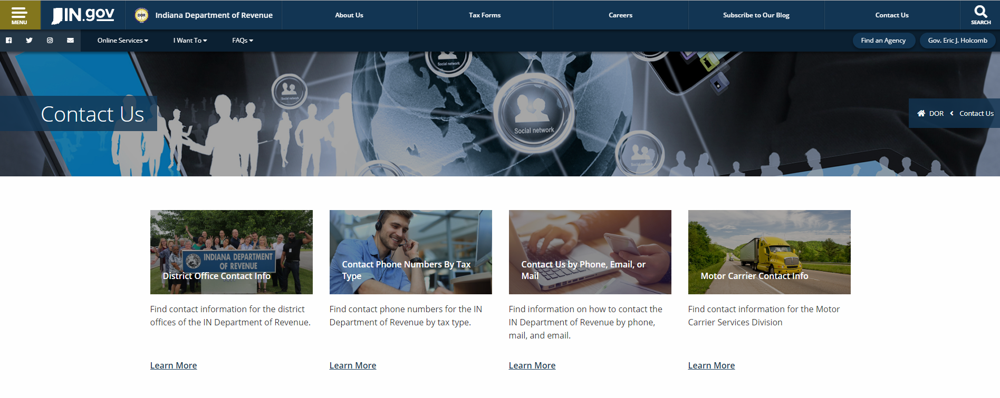 MENU
IN.gov
DOR
Indiana Department of Revenue
About Us
Tax Forms
Careers
Subscribe to Our Blog
Contact Us
SEARCH
Online Services
I Want To
FAQs
Find an Agency
Gov. Eric J. Holcomb
Social network
Social network
Social network
Social network
Contact Us
DOR
Contact Us
INDIANA DEPARTMENT
OF REVENUE
District Office Contact Info
Contact Phone Numbers By Tax
Type
Contact Us by Phone, Email, or
Mail
Motor Carrier Contact Info
Find contact information for the district
offices of the IN Department of Revenue.
Find contact phone numbers for the IN
Department of Revenue by tax type.
Find information on how to contact the
IN Department of Revenue by phone,
mail, and email.
Find contact information for the Motor
Carrier Services Division
Learn More
Learn More
Learn More
Learn More